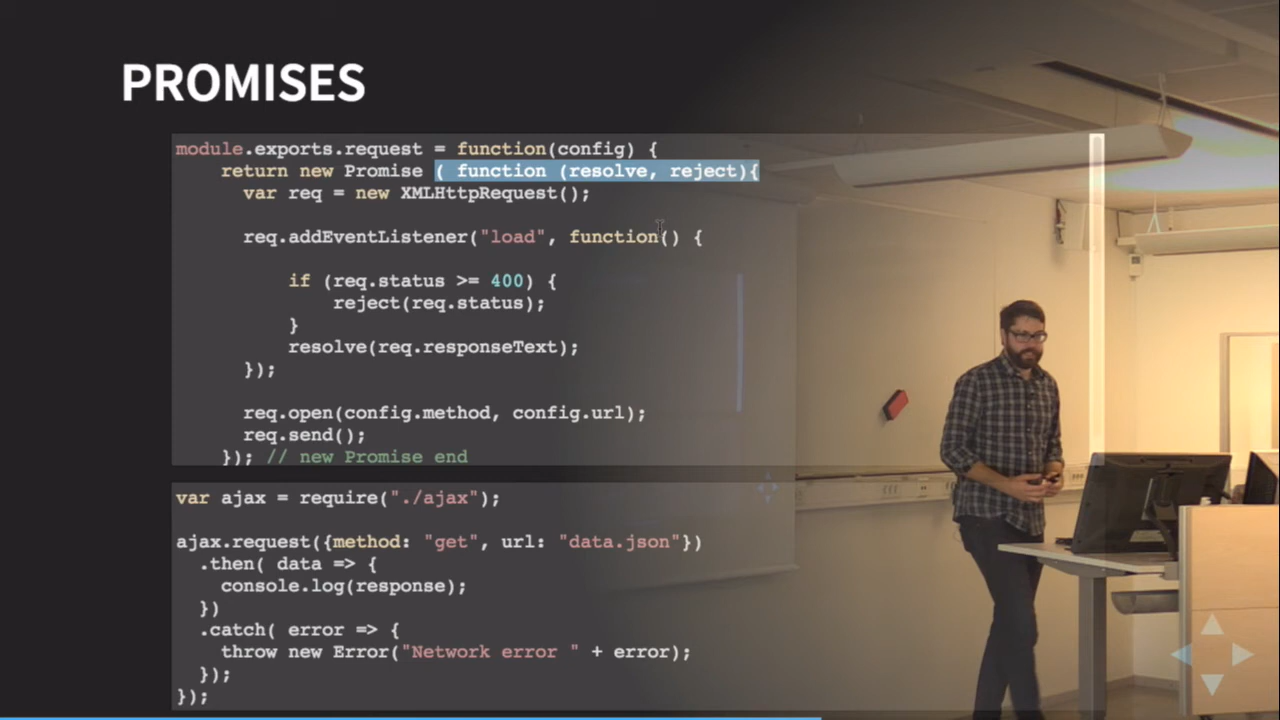 PROMISES
module.exports.request = function(config) {
return new Promise ( function (resolve, reject){
var req = new XMLHttpRequest();
req.addEventListener("load", function() {
if (req.status >= 400) {
reject(req.status);
}
resolve(req.responseText);
});
req.open(config.method, config.url);
req.send();
}); // new Promise end
var ajax = require("./ajax");
ajax.request({method: "get", url: "data.json"})
.then( data => {
console.log(response);
})
.catch( error => {
throw new Error("Network error " + error);
});
});